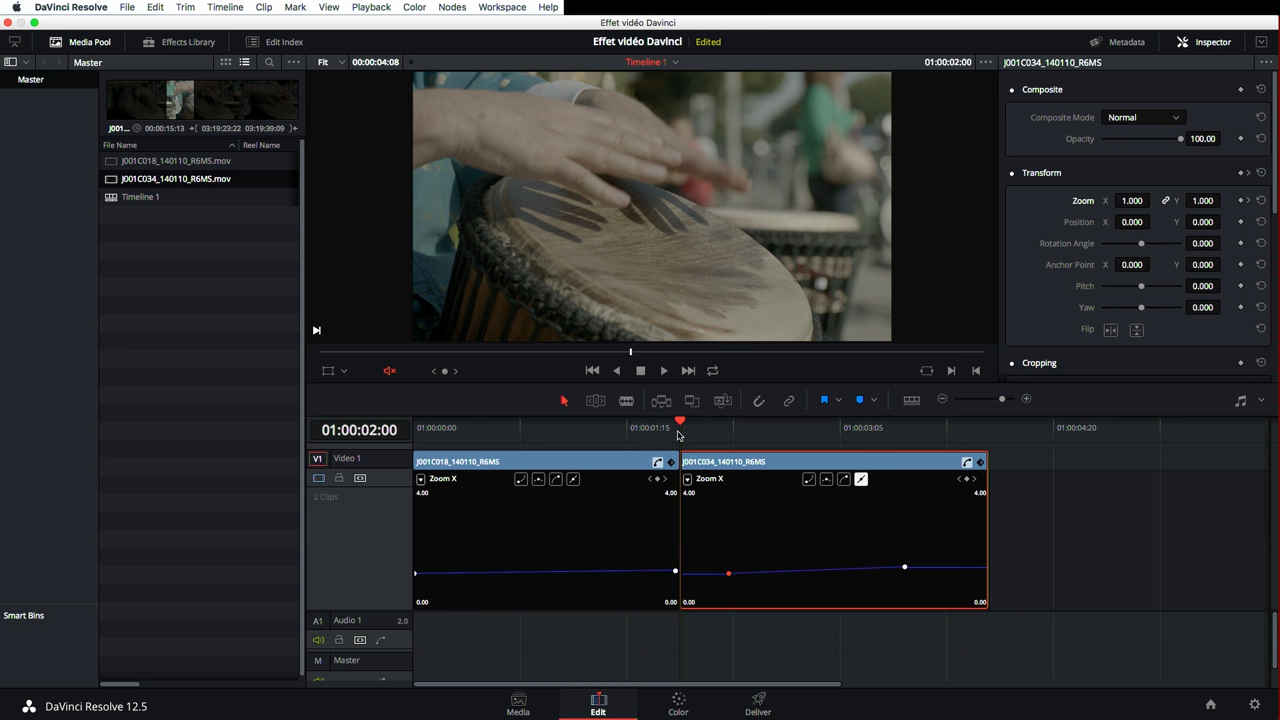 DaVinci Resolve File Edit Trim Timeline Clip Mark View Playback Color Nodes Workspace Help
Effet vidéo Davinci
Media Pool Effects Library Edit Index Effet vidéo Davinci Edited Metadata Inspector
Master Fit 00:00:04:08 Timeline 1 01:00:02:00 J001C034_140110_R6MS
Master
J001... 00:00:15:13 03:19:23:22 03:19:39:09
File Name Reel Name
J001C018_140110_R6MS.mov
J001C034_140110_R6MS.mov
Timeline 1
Smart Bins
Composite
Composite Mode Normal
Opacity 100.00
Transform
Zoom X 1.000 Y 1.000
Position X 0.000 Y 0.000
Rotation Angle 0.000
Anchor Point X 0.000 Y 0.000
Pitch 0.000
Yaw 0.000
Flip
Cropping
01:00:02:00 01:00:00:00 01:00:01:15 01:00:03:05 01:00:04:20
V1 Video 1 J001C018_140110_R6MS J001C034_140110_R6MS
Zoom X Zoom X
2 Clips 4.00 4.00 4.00 4.00
0.00 0.00 0.00 0.00
A1 Audio 1 2.0
M Master
DaVinci Resolve 12.5 Media Edit Color Deliver